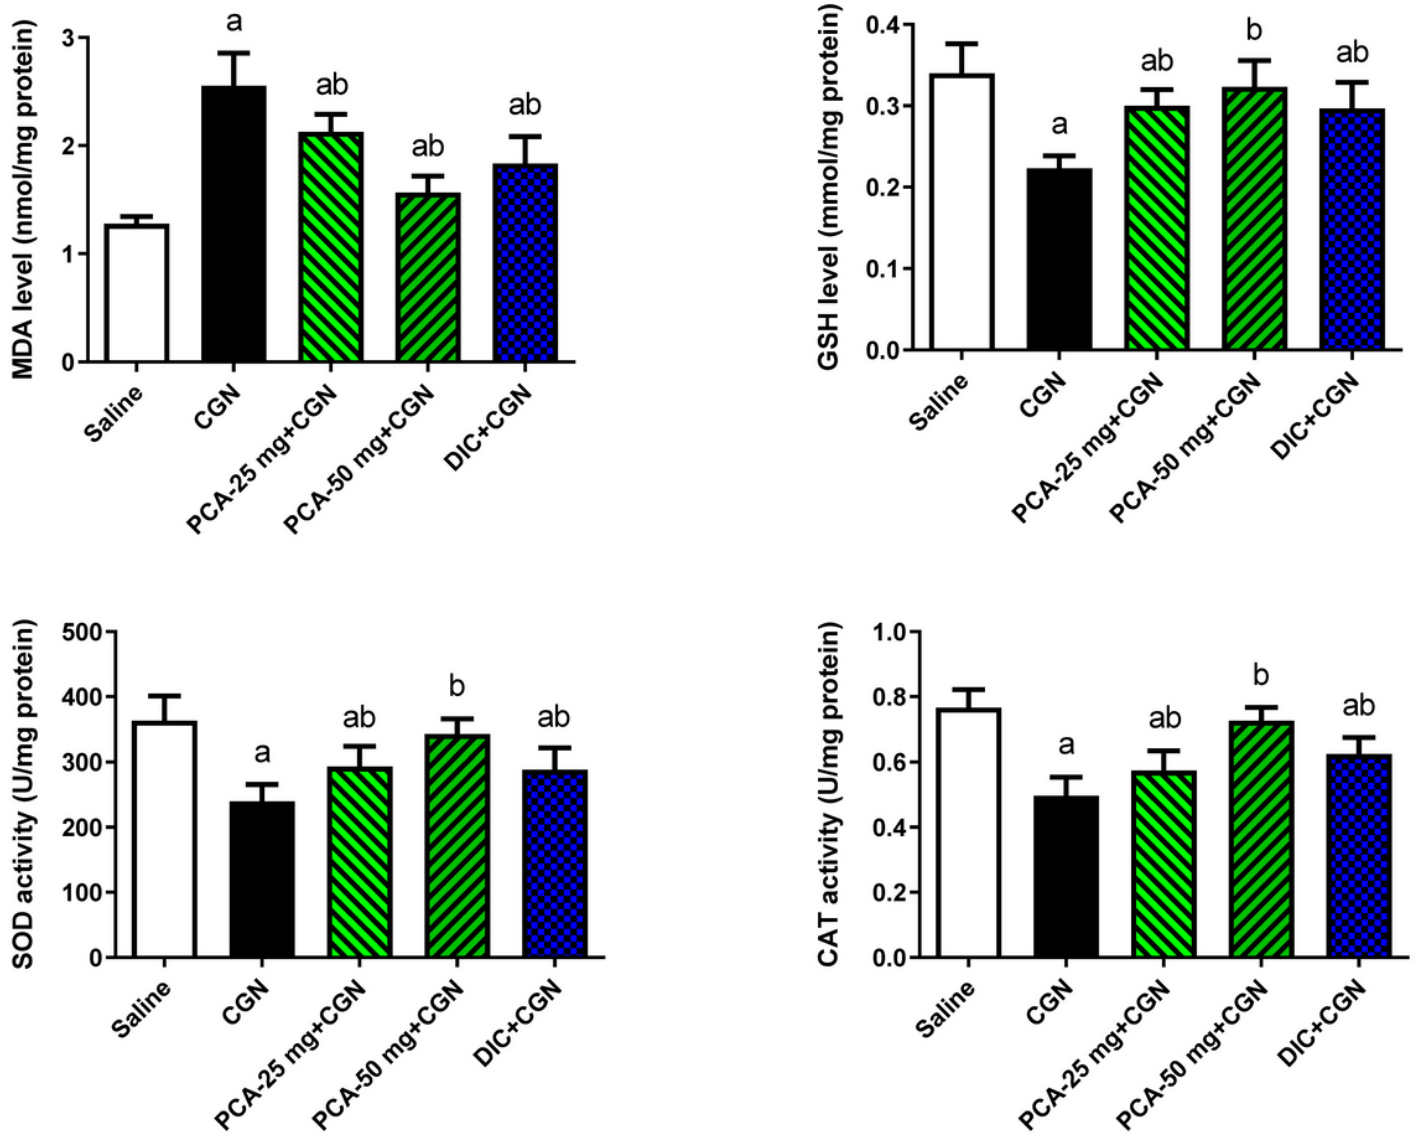 MDA level (nmol/mg protein)
3
2
1
0
a
ab
ab
ab
Saline
CGN
PCA-25 mg+CGN
PCA-50 mg+CGN
DIC+CGN
GSH level (mmol/mg protein)
0.4
0.3
0.2
0.1
0.0
a
ab
b
ab
Saline
CGN
PCA-25 mg+CGN
PCA-50 mg+CGN
DIC+CGN
SOD activity (U/mg protein)
500
400
300
200
100
0
a
ab
b
ab
Saline
CGN
PCA-25 mg+CGN
PCA-50 mg+CGN
DIC+CGN
CAT activity (U/mg protein)
1.0
0.8
0.6
0.4
0.2
0.0
a
ab
b
ab
Saline
CGN
PCA-25 mg+CGN
PCA-50 mg+CGN
DIC+CGN